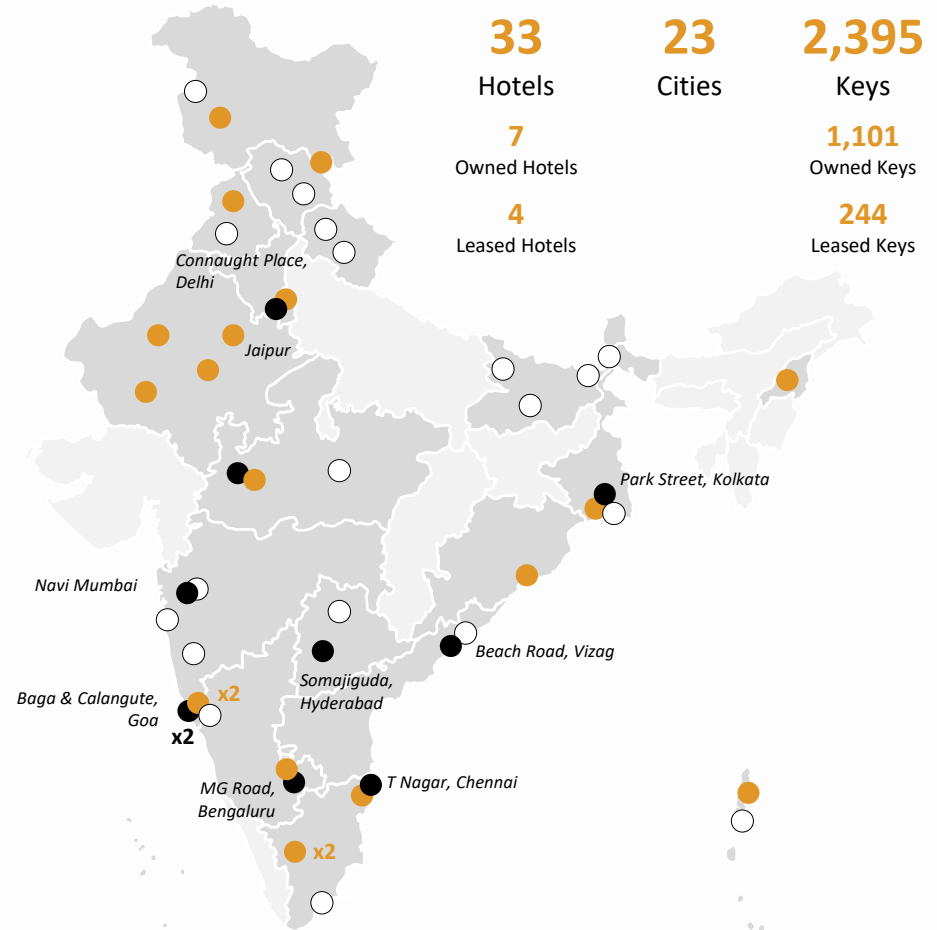 33
Hotels
23
Cities
2,395
Keys
7
Owned Hotels
1,101
Owned Keys
4
Leased Hotels
244
Leased Keys
Connaught Place,
Delhi
Jaipur
Park Street, Kolkata
Navi Mumbai
Beach Road, Vizag
Somajiguda,
Hyderabad
Baga & Calangute,
Goa
x2
x2
MG Road,
Bengaluru
T Nagar, Chennai
x2